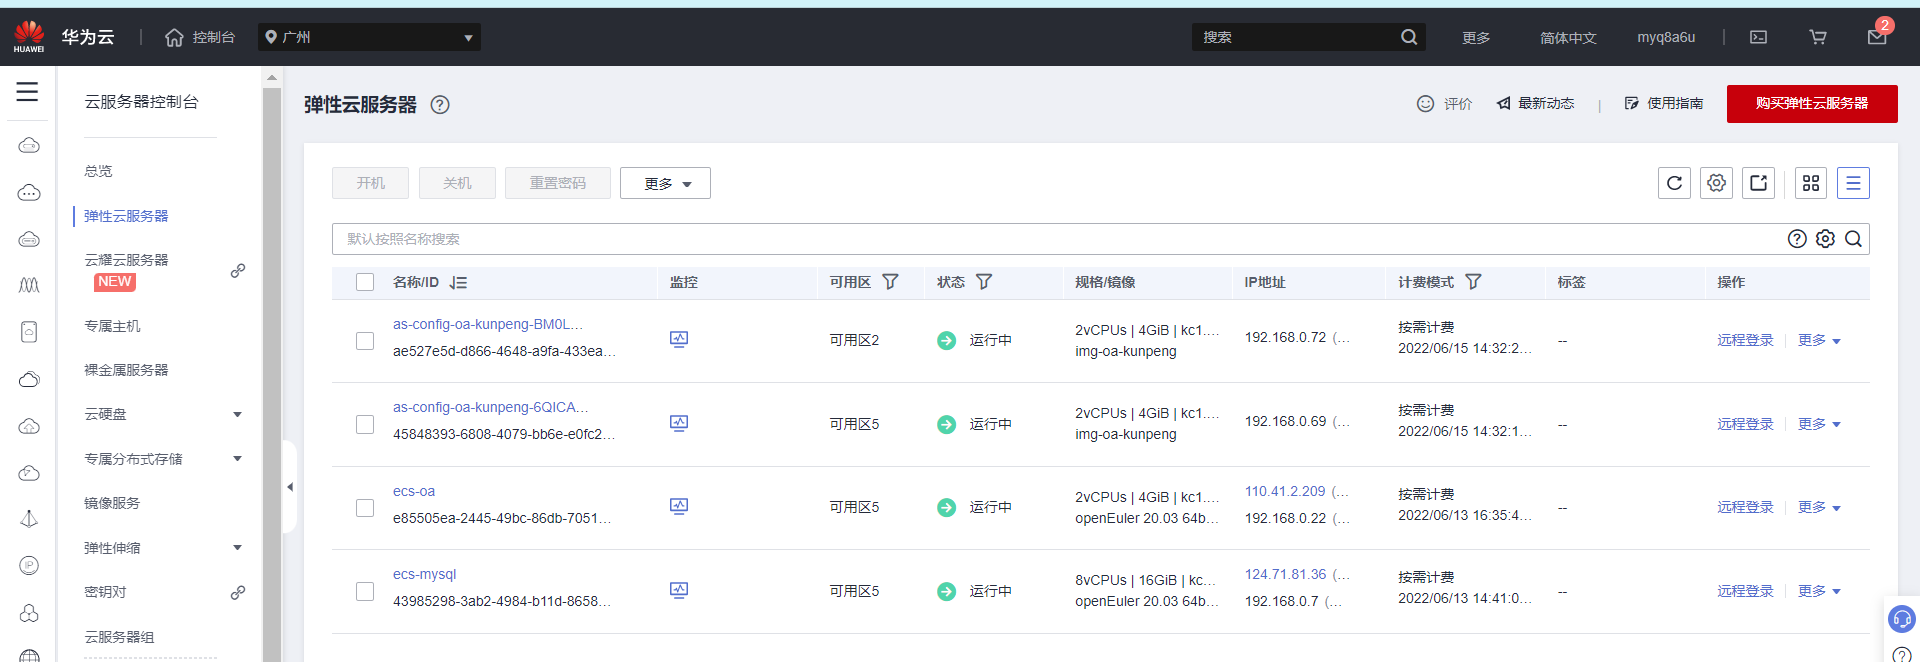 HUAWEI
华为云
控制台
广州
搜索
更多
简体中文
myq8a6u
2
云服务器控制台
总览
弹性云服务器
云耀云服务器
NEW
专属主机
裸金属服务器
云硬盘
专属分布式存储
镜像服务
弹性伸缩
密钥对
云服务器组
弹性云服务器
评价
最新动态
使用指南
购买弹性云服务器
开机
关机
重置密码
更多
默认按照名称搜索
名称/ID 监控 可用区 状态 规格/镜像 IP地址 计费模式 标签 操作
as-config-oa-kunpeng-BM0L...
ae527e5d-d866-4648-a9fa-433ea...
可用区2
运行中
2vCPUs | 4GiB | kc1....
img-oa-kunpeng
192.168.0.72 (...
按需计费
2022/06/15 14:32:2...
--
远程登录 更多
as-config-oa-kunpeng-6QICA...
45848393-6808-4079-bb6e-e0fc2...
可用区5
运行中
2vCPUs | 4GiB | kc1....
img-oa-kunpeng
192.168.0.69 (...
按需计费
2022/06/15 14:32:1...
--
远程登录 更多
ecs-oa
e85505ea-2445-49bc-86db-7051...
可用区5
运行中
2vCPUs | 4GiB | kc1....
openEuler 20.03 64b...
110.41.2.209 (...
192.168.0.22 (...
按需计费
2022/06/13 16:35:4...
--
远程登录 更多
ecs-mysql
43985298-3ab2-4984-b11d-8658...
可用区5
运行中
8vCPUs | 16GiB | kc...
openEuler 20.03 64b...
124.71.81.36 (...
192.168.0.7 (...
按需计费
2022/06/13 14:41:0...
--
远程登录 更多